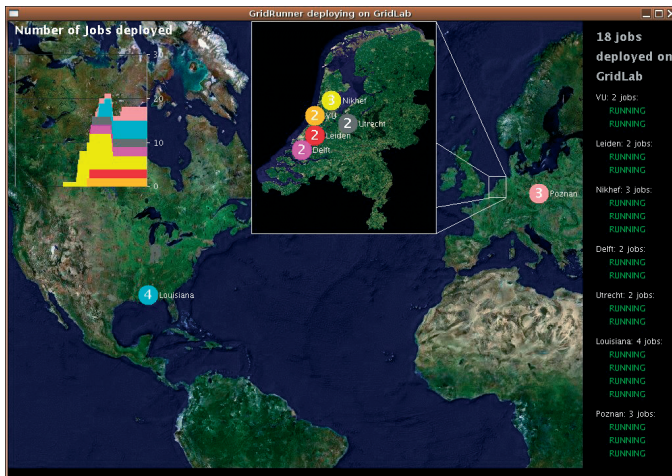 GridRunner deploying on GridLab
Number of Jobs deployed
30
20
10
0
3 Nikhef
2 VU
2 Utrecht
2 Leiden
2 Delft
3 Poznan
4 Louisiana
18 jobs
deployed on
GridLab
VU: 2 jobs:
RUNNING
RUNNING
Leiden: 2 jobs:
RUNNING
RUNNING
Nikhef: 3 jobs:
RUNNING
RUNNING
RUNNING
Delft: 2 jobs:
RUNNING
RUNNING
Utrecht: 2 jobs:
RUNNING
RUNNING
Louisiana: 4 jobs:
RUNNING
RUNNING
RUNNING
RUNNING
Poznan: 3 jobs:
RUNNING
RUNNING
RUNNING